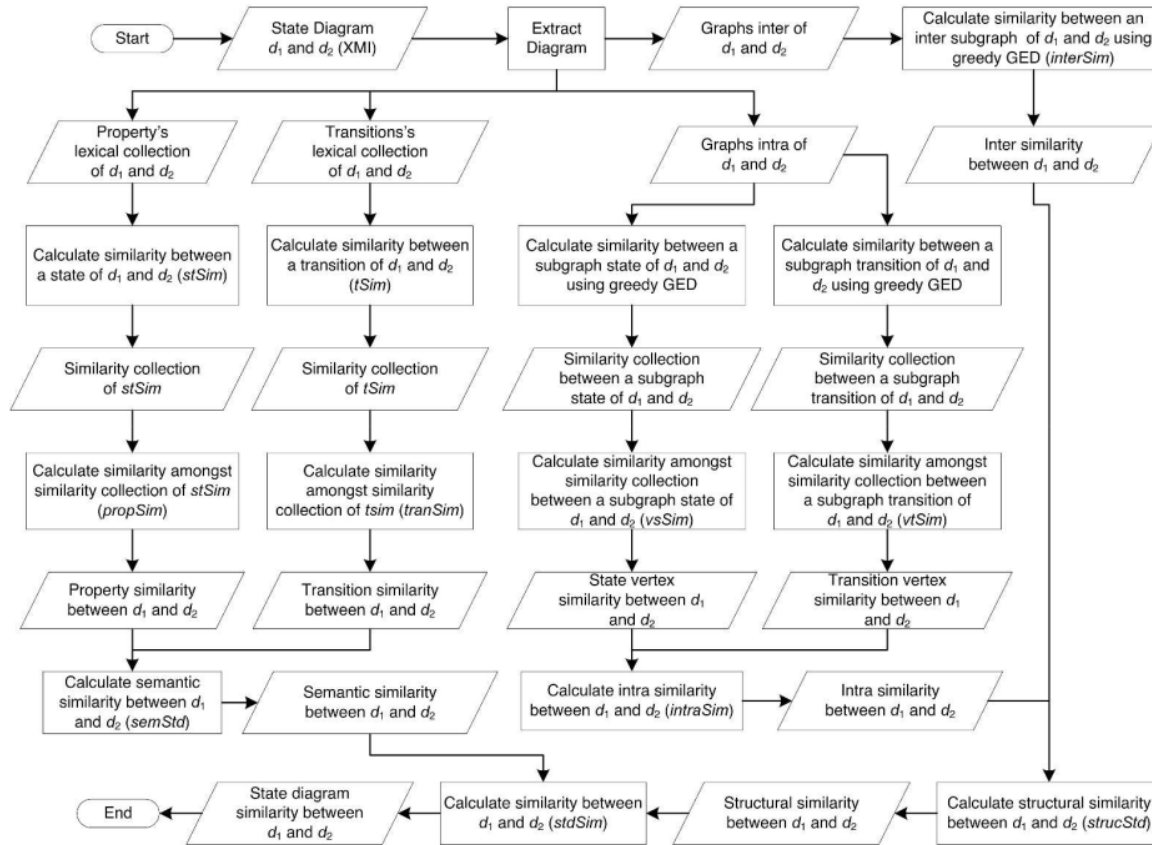 Start
State Diagram
d₁ and d₂ (XMI)
Extract
Diagram
Graphs inter of
d₁ and d₂
Calculate similarity between an
inter subgraph of d₁ and d₂ using
greedy GED (interSim)
Property's
lexical collection
of d₁ and d₂
Transitions's
lexical collection
of d₁ and d₂
Graphs intra of
d₁ and d₂
Inter similarity
between d₁ and d₂
Calculate similarity between
a state of d₁ and d₂ (stSim)
Calculate similarity between
a transition of d₁ and d₂
(tSim)
Calculate similarity between a
subgraph state of d₁ and d₂
using greedy GED
Calculate similarity between a
subgraph transition of d₁ and
d₂ using greedy GED
Similarity collection
of stSim
Similarity collection
of tSim
Similarity collection
between a subgraph
state of d₁ and d₂
Similarity collection
between a subgraph
transition of d₁ and d₂
Calculate similarity amongst
similarity collection of stSim
(propSim)
Calculate similarity
amongst similarity
collection of tsim (tranSim)
Calculate similarity amongst
similarity collection
between a subgraph state of
d₁ and d₂ (vsSim)
Calculate similarity amongst
similarity collection between
a subgraph transition of
d₁ and d₂ (vtSim)
Property similarity
between d₁ and d₂
Transition similarity
between d₁ and d₂
State vertex
similarity between d₁
and d₂
Transition vertex
similarity between d₁
and d₂
Calculate semantic
similarity between d₁
and d₂ (semStd)
Semantic similarity
between d₁ and d₂
Calculate intra similarity
between d₁ and d₂ (intraSim)
Intra similarity
between d₁ and d₂
End
State diagram
similarity between
d₁ and d₂
Calculate similarity between
d₁ and d₂ (stdSim)
Structural similarity
between d₁ and d₂
Calculate structural similarity
between d₁ and d₂ (strucStd)